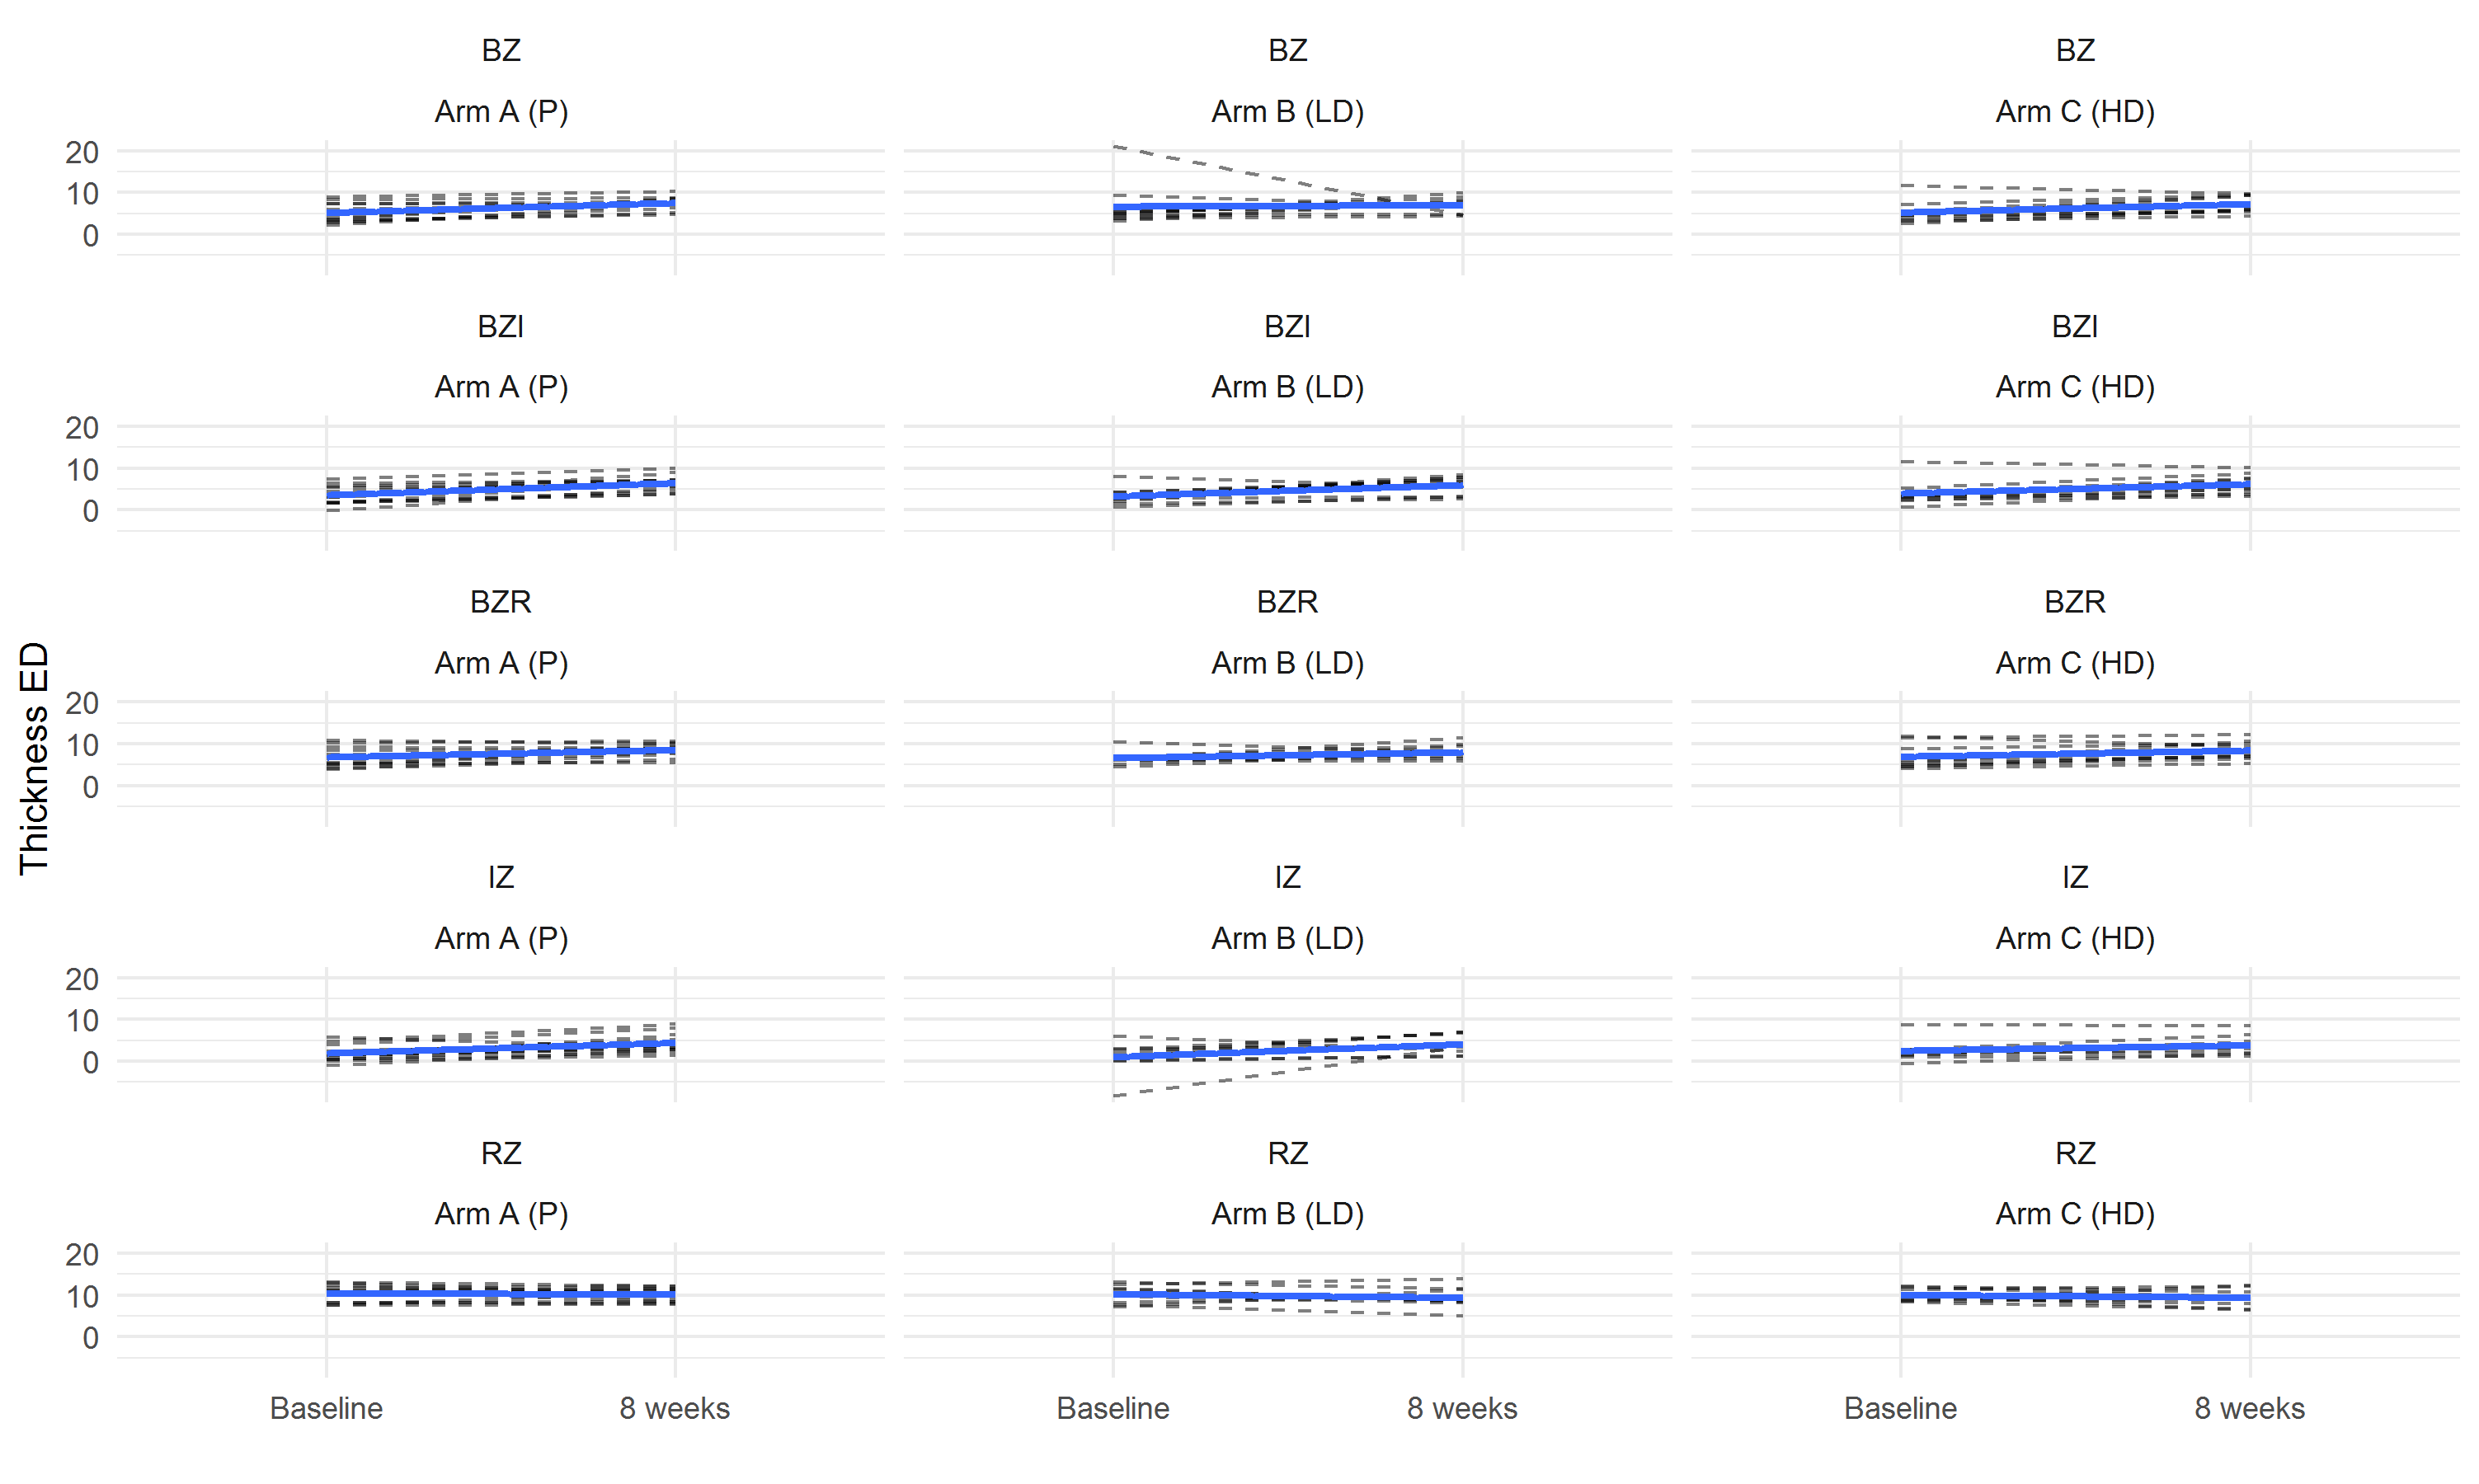 BZ BZ BZ
Arm A (P) Arm B (LD) Arm C (HD)
20
10
0
BZI BZI BZI
Arm A (P) Arm B (LD) Arm C (HD)
20
10
0
BZR BZR BZR
Arm A (P) Arm B (LD) Arm C (HD)
20
10
0
Thickness ED
IZ IZ IZ
Arm A (P) Arm B (LD) Arm C (HD)
20
10
0
RZ RZ RZ
Arm A (P) Arm B (LD) Arm C (HD)
20
10
0
Baseline 8 weeks Baseline 8 weeks Baseline 8 weeks